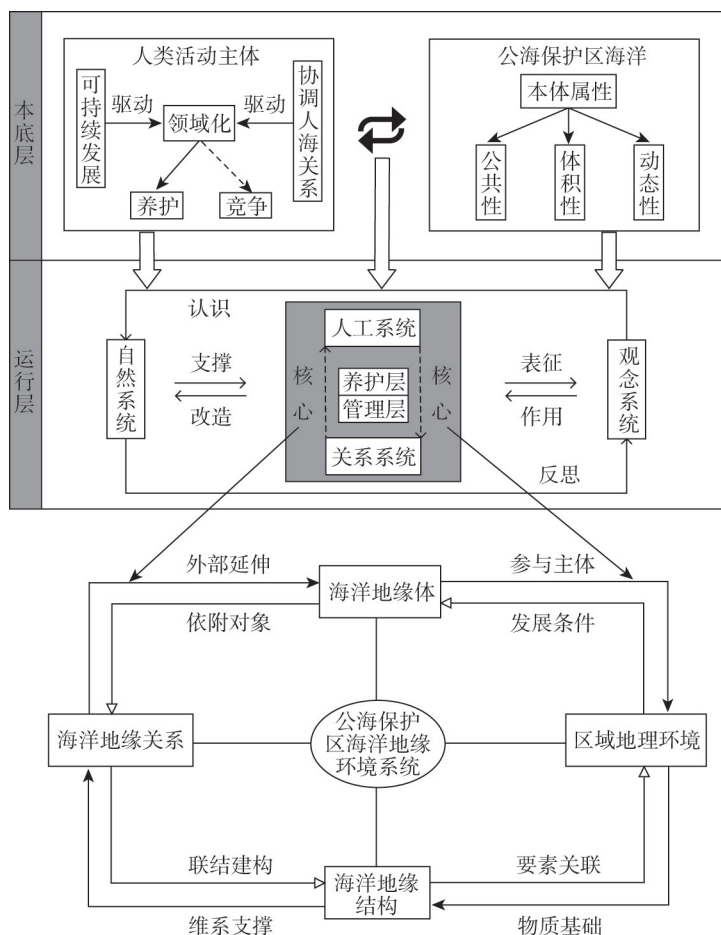 本底层
人类活动主体
可持续发展
驱动
领域化
驱动
协调人海关系
养护
竞争
公海保护区海洋
本体属性
公共性
体积性
动态性
运行层
认识
自然系统
支撑
改造
人工系统
核心
养护层
管理层
核心
关系系统
表征
作用
观念系统
反思
外部延伸
海洋地缘体
参与主体
依附对象
发展条件
海洋地缘关系
公海保护
区海洋地缘
环境系统
区域地理环境
联结建构
海洋地缘
结构
要素关联
维系支撑
物质基础